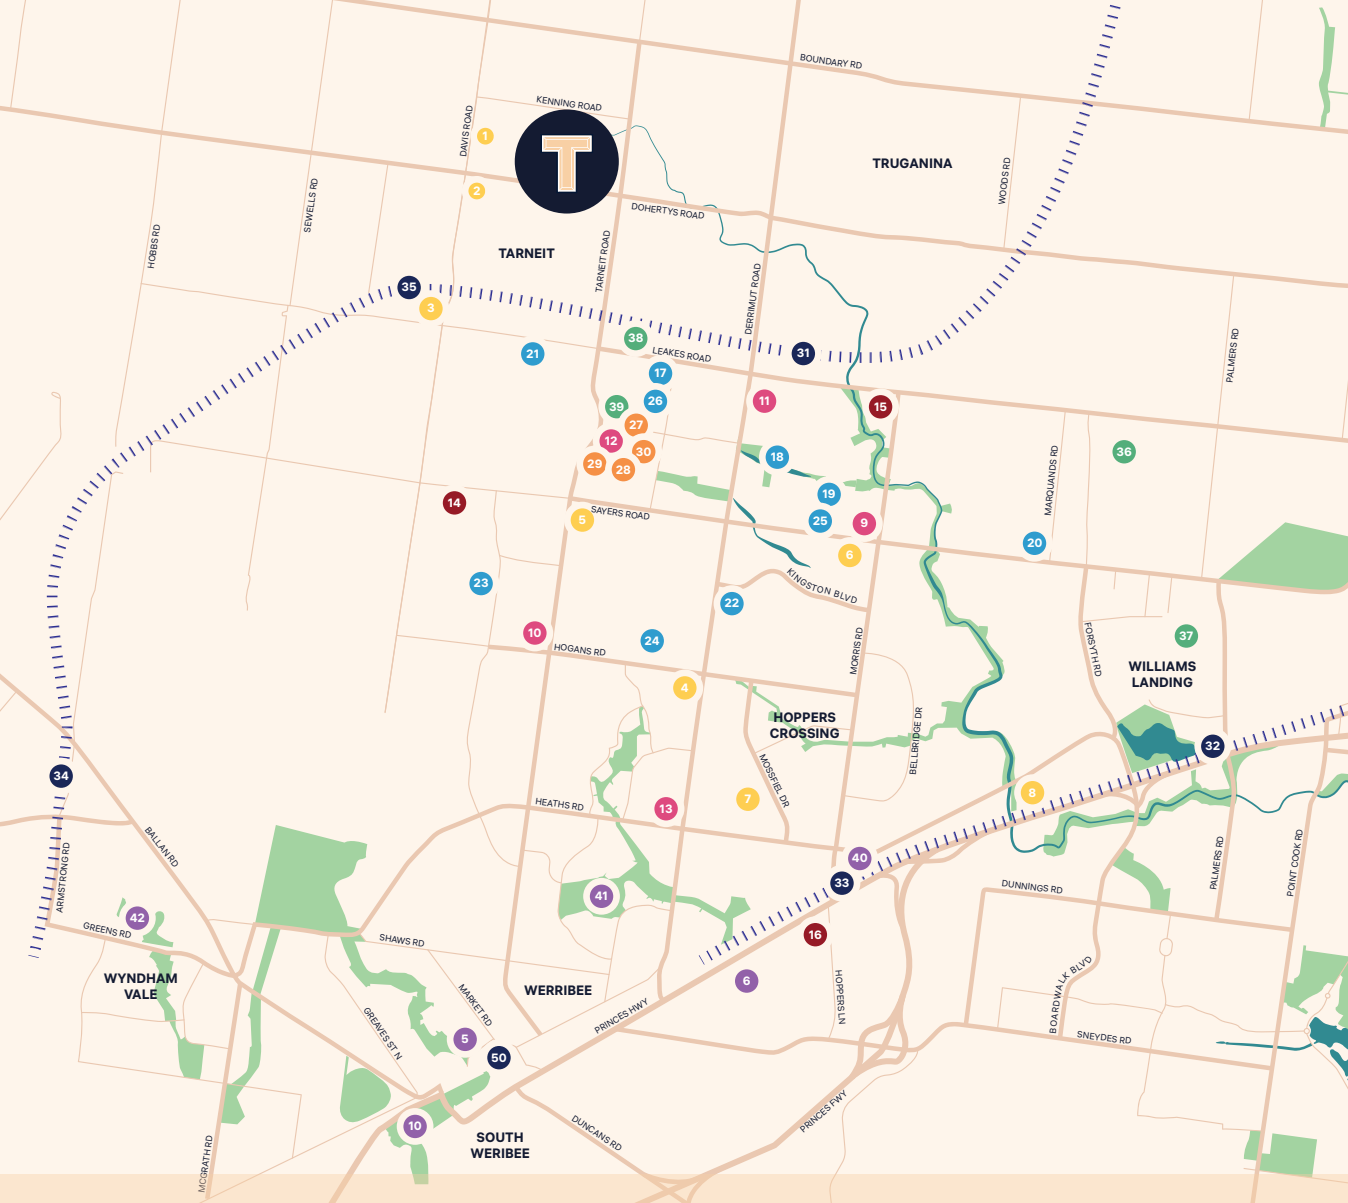 BOUNDARY RD
KENNING ROAD
DAVIS ROAD
1
T
TRUGANINA
WOODS RD
2
SEWELLS RD
DOHERTYS ROAD
HOBBS RD
TARNEIT
TARNEIT ROAD
DERRIMUT ROAD
35
3
38
31
21
LEAKES ROAD
PALMERS RD
17
26
11
39
15
27
12
30
36
18
29
28
14
MARQUANDS RD
19
5
SAYERS ROAD
25
9
20
6
23
KINGSTON BLVD
22
10
24
HOGANS RD
MORRIS RD
FORSYTH RD
37
WILLIAMS
LANDING
4
HOPPERS
CROSSING
BELLBRIDGE DR
32
34
MOSSFIEL DR
7
8
HEATHS RD
13
BALLAN RD
40
ARMSTRONG RD
33
PALMERS RD
POINT COOK RD
41
DUNNINGS RD
42
GREENS RD
SHAWS RD
16
WYNDHAM
VALE
6
WERRIBEE
HOPPERS LN
BOARDWALK BLVD
MARKET RD
PRINCES HWY
GREAVES ST N
5
50
SNEYDES RD
10
PRINCES FWY
DUNCANS RD
SOUTH
WERIBEE
MCGRATH RD